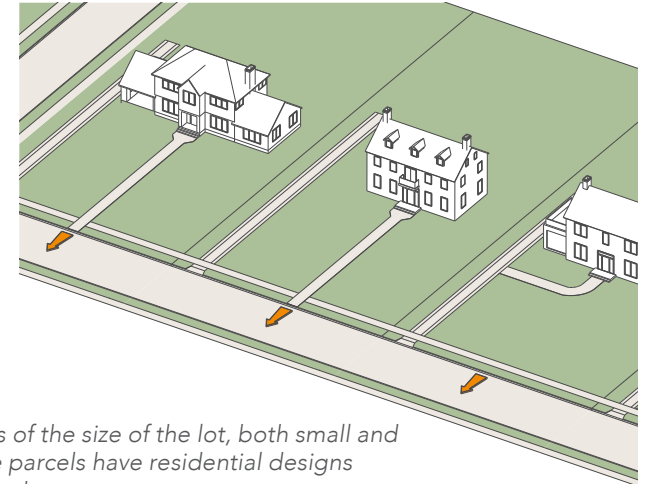 of the size of the lot, both small and
parcels have residential designs